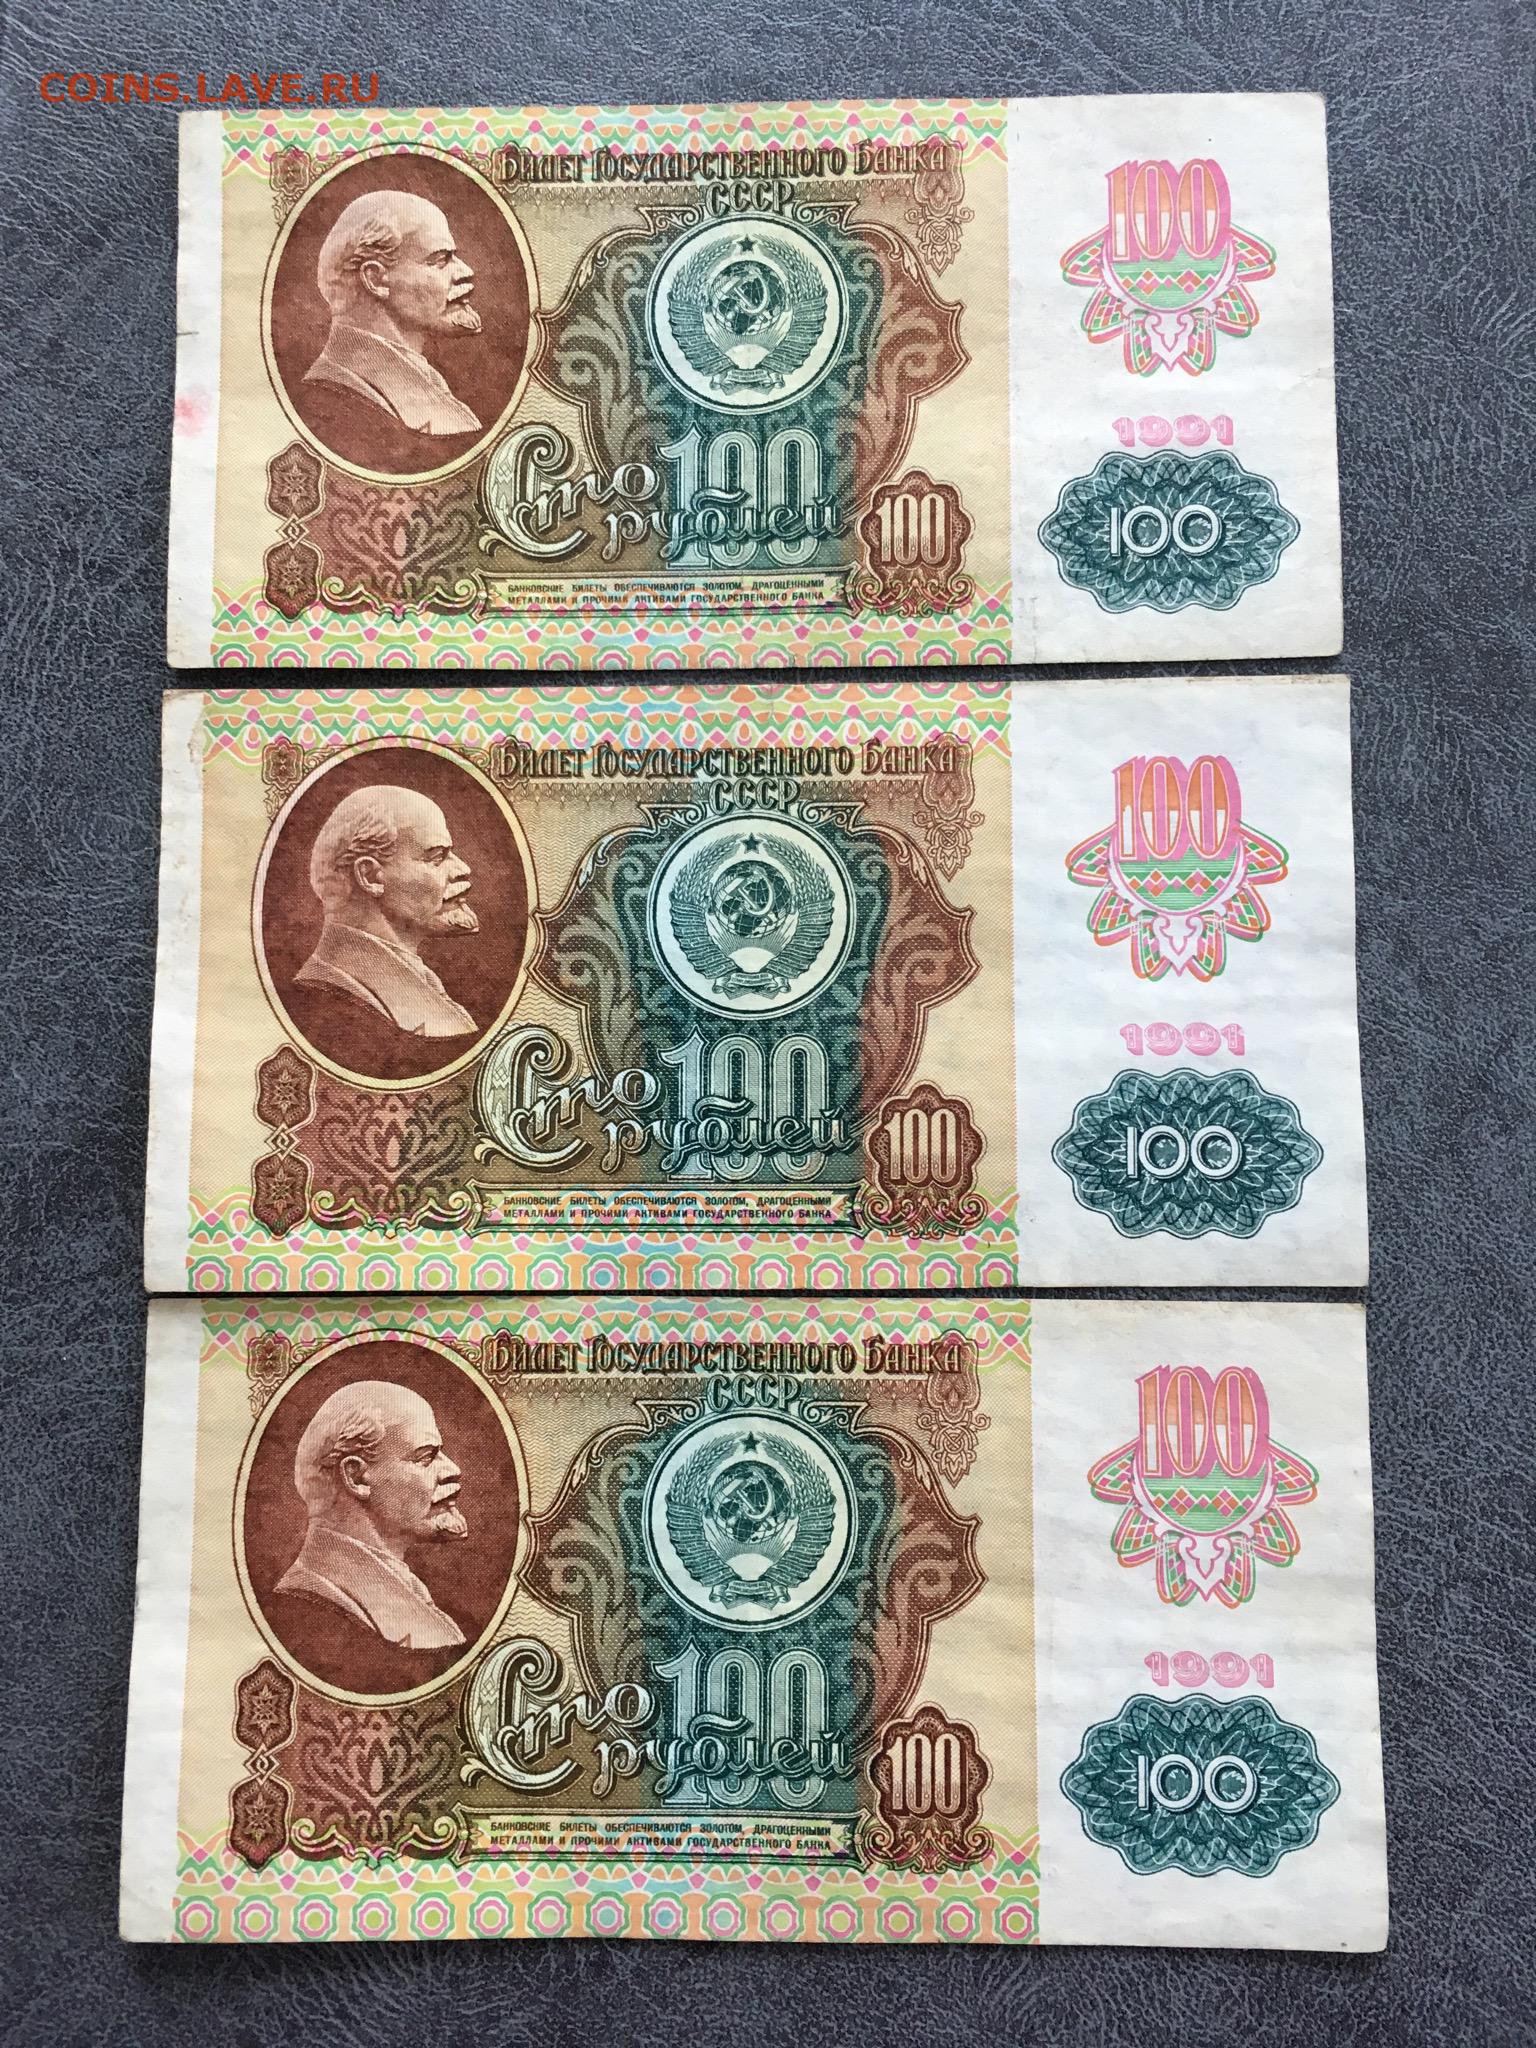 COINS.LAVE.RU
Билет Государственного Банка
СССР
100
1991
Сто
100
рублей
100
100
БАНКОВСКИЕ БИЛЕТЫ ОБЕСПЕЧИВАЮТСЯ ЗОЛОТОМ, ДРАГОЦЕННЫМИ
МЕТАЛЛАМИ И ПРОЧИМИ АКТИВАМИ ГОСУДАРСТВЕННОГО БАНКА
Билет Государственного Банка
СССР
100
1991
Сто
100
рублей
100
100
БАНКОВСКИЕ БИЛЕТЫ ОБЕСПЕЧИВАЮТСЯ ЗОЛОТОМ, ДРАГОЦЕННЫМИ
МЕТАЛЛАМИ И ПРОЧИМИ АКТИВАМИ ГОСУДАРСТВЕННОГО БАНКА
Билет Государственного Банка
СССР
100
1991
Сто
100
рублей
100
100
БАНКОВСКИЕ БИЛЕТЫ ОБЕСПЕЧИВАЮТСЯ ЗОЛОТОМ, ДРАГОЦЕННЫМИ
МЕТАЛЛАМИ И ПРОЧИМИ АКТИВАМИ ГОСУДАРСТВЕННОГО БАНКА